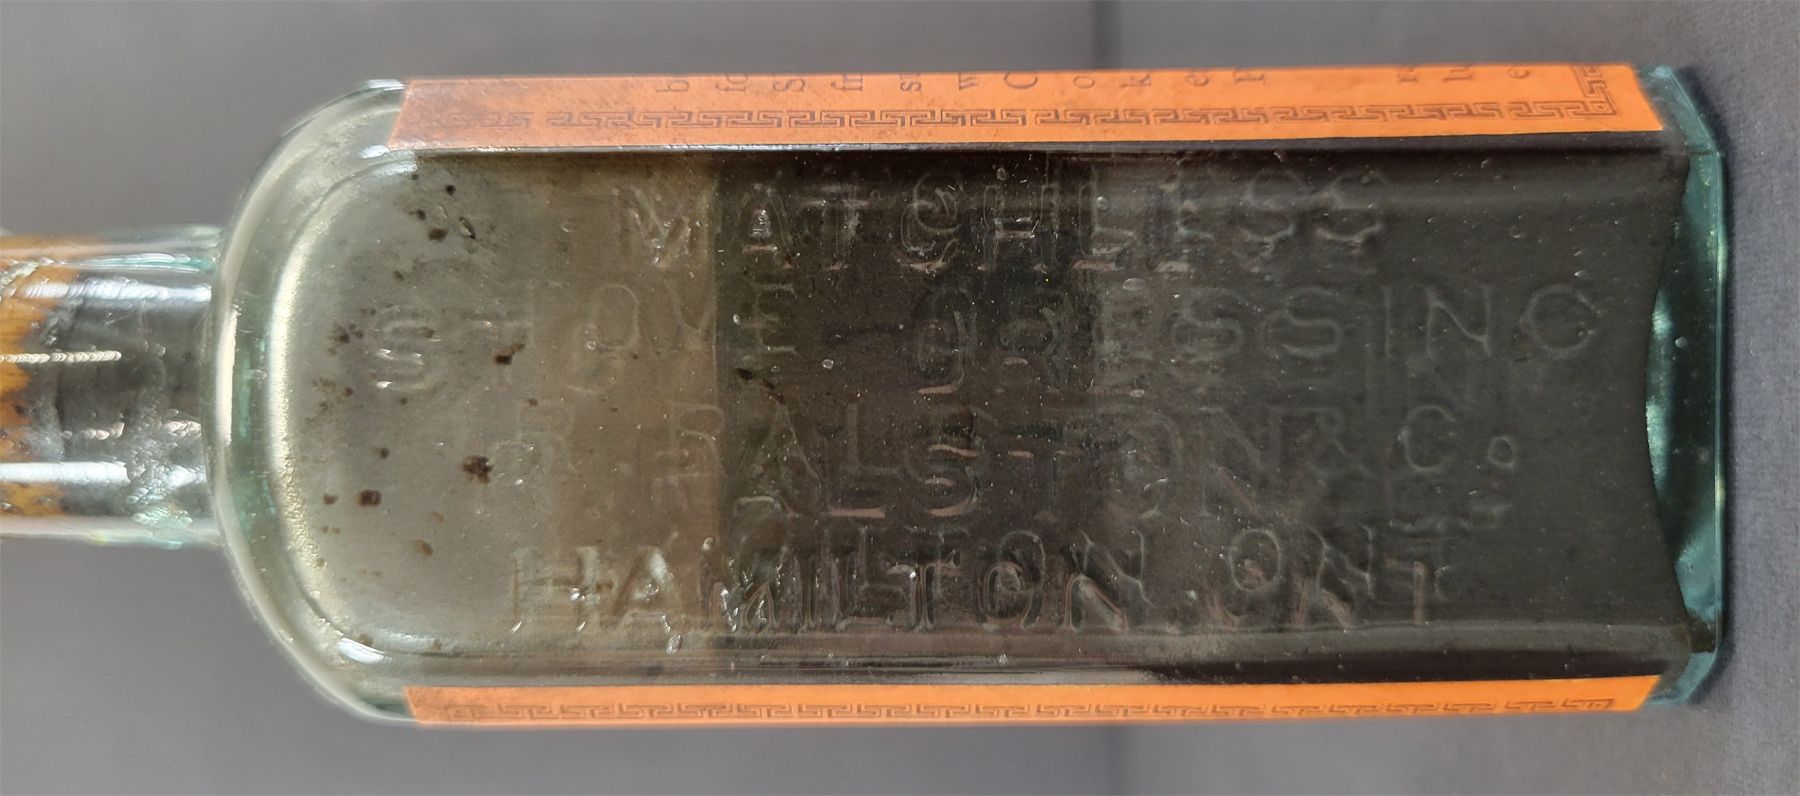 MATCHLESS
STOVE DRESSING
R. RALSTON & Co
HAMILTON. ONT